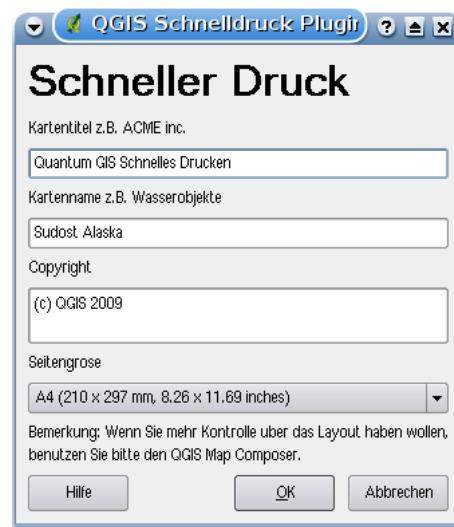 QGIS Schnelldruck Plugin
Schneller Druck
Kartentitel z.B. ACME inc.
Quantum GIS Schnelles Drucken
Kartenname z.B. Wasserobjekte
Sudost Alaska
Copyright
(c) QGIS 2009
Seitengrose
A4 (210 x 297 mm, 8.26 x 11.69 inches)
Bemerkung: Wenn Sie mehr Kontrolle uber das Layout haben wollen,
benutzen Sie bitte den QGIS Map Composer.
Hilfe OK Abbrechen